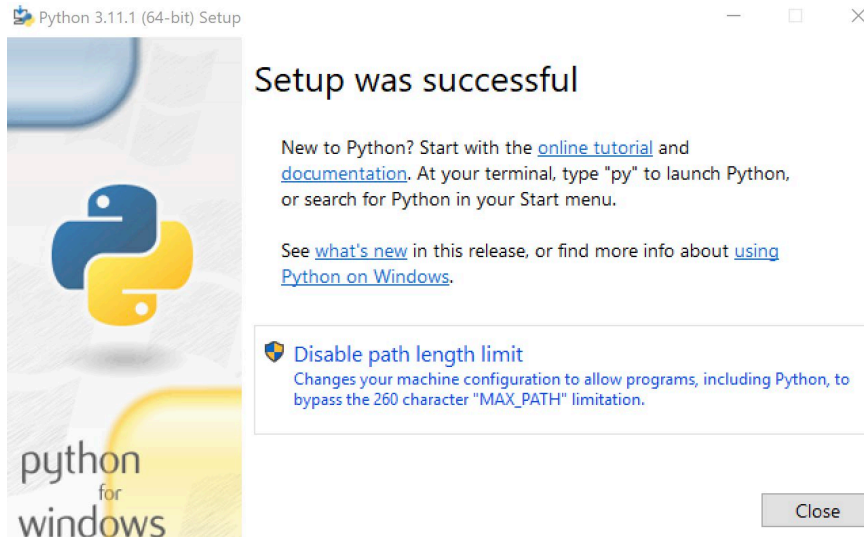 Python 3.11.1 (64-bit) Setup
Setup was successful
New to Python? Start with the online tutorial and
documentation. At your terminal, type "py" to launch Python,
or search for Python in your Start menu.
See what's new in this release, or find more info about using
Python on Windows.
Disable path length limit
Changes your machine configuration to allow programs, including Python, to
bypass the 260 character "MAX_PATH" limitation.
python
for
windows
Close